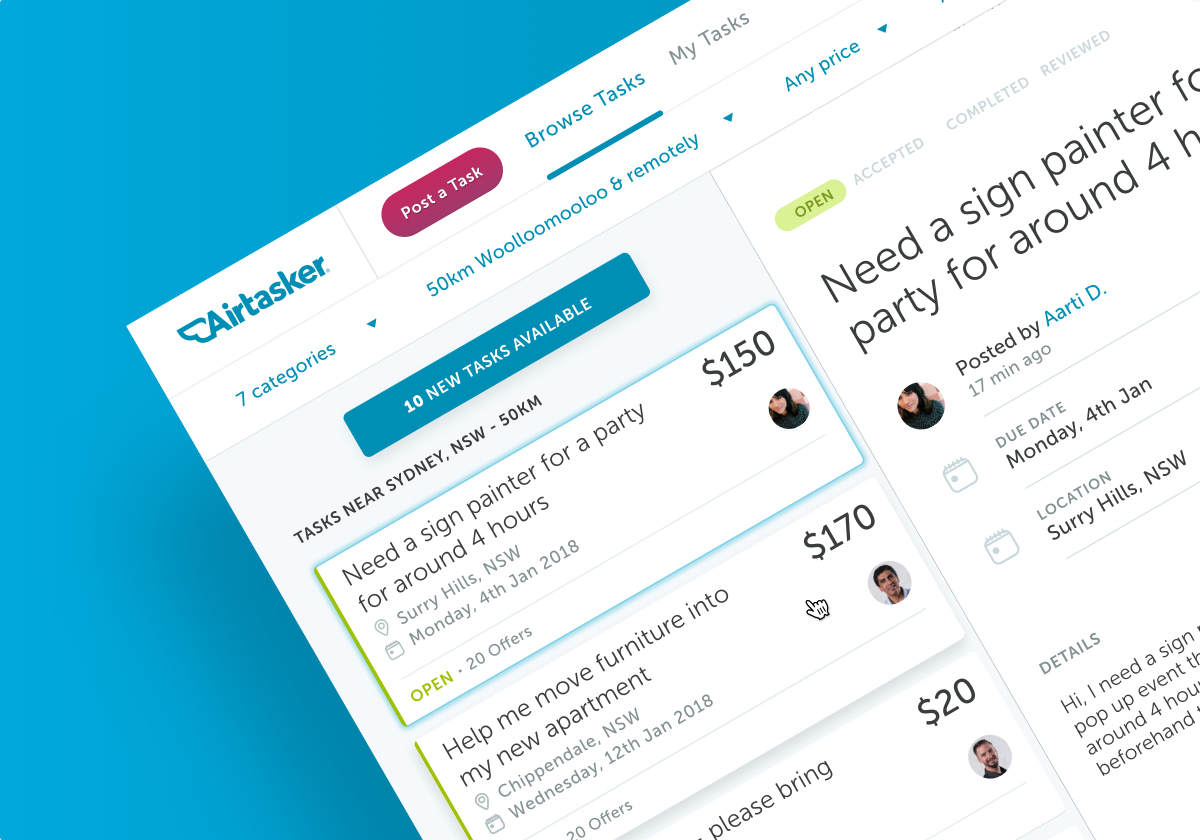 Airtasker
Post a Task
Browse Tasks
My Tasks
7 categories
50km Woolloomooloo & remotely
Any price
10 NEW TASKS AVAILABLE
TASKS NEAR SYDNEY, NSW - 50KM
Need a sign painter for a party
for around 4 hours
$150
Surry Hills, NSW
Monday, 4th Jan 2018
OPEN · 20 Offers
Help me move furniture into
my new apartment
$170
Chippendale, NSW
Wednesday, 12th Jan 2018
20 Offers
- please bring
$20
OPEN
ACCEPTED
COMPLETED
REVIEWED
Need a sign painter fo
party for around 4 h
Posted by Aarti D.
17 min ago
DUE DATE
Monday, 4th Jan
LOCATION
Surry Hills, NSW
DETAILS
Hi, I need a sign
pop up event th
around 4 hou
beforehand